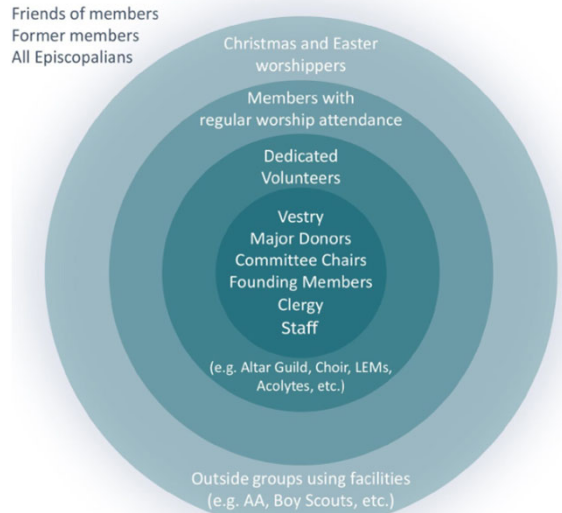 Friends of members
Former members
All Episcopalians
Christmas and Easter
worshippers
Members with
regular worship attendance
Dedicated
Volunteers
Vestry
Major Donors
Committee Chairs
Founding Members
Clergy
Staff
(e.g. Altar Guild, Choir, LEMs,
Acolytes, etc.)
Outside groups using facilities
(e.g. AA, Boy Scouts, etc.)